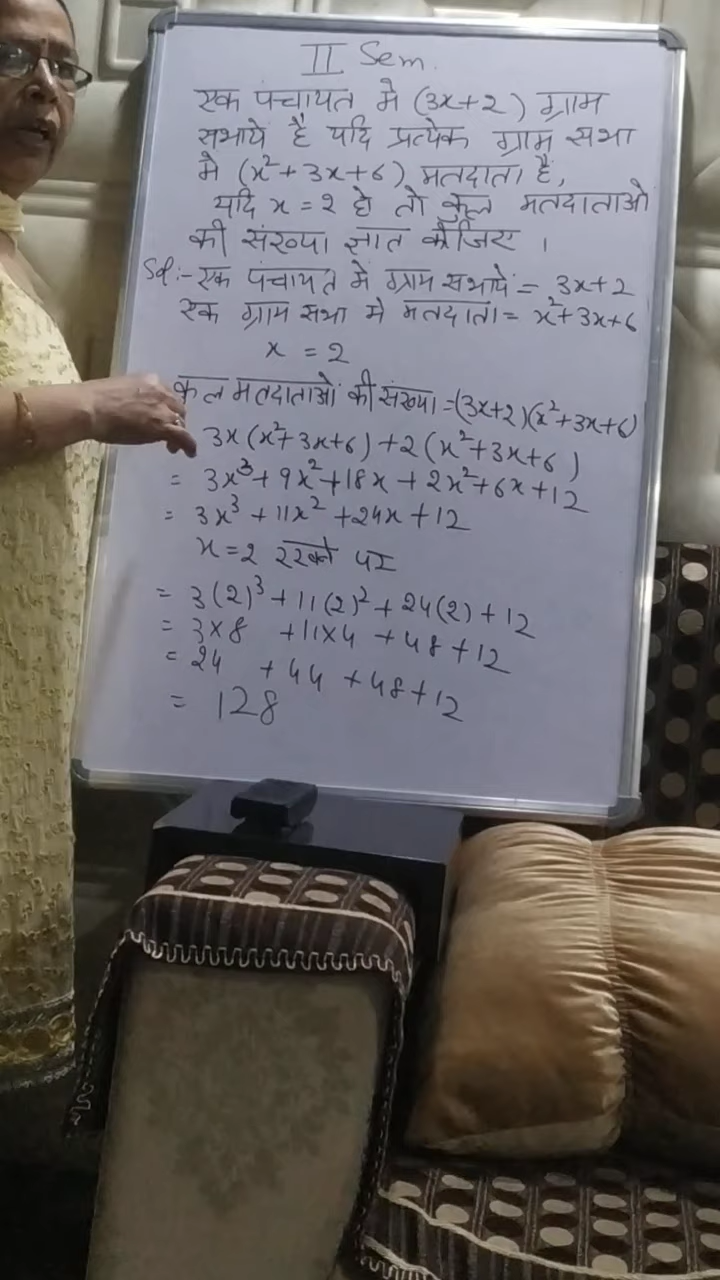 II Sem.
एक पंचायत मे (3x+2) ग्राम
सभाये है यदि प्रत्येक ग्राम सभा
मे (x²+3x+6) मतदाता है,
यदि x=2 हो तो कुल मतदाताओ
की संख्या ज्ञात कीजिए ।
Sol:- एक पंचायत मे ग्राम सभाये = 3x+2
एक ग्राम सभा मे मतदाता = x²+3x+6
x = 2
कुल मतदाताओं की संख्या = (3x+2)(x²+3x+6)
3x(x²+3x+6)+2(x²+3x+6)
= 3x³+9x²+18x+2x²+6x+12
= 3x³+11x²+24x+12
x=2 रखने पर
= 3(2)³+11(2)²+24(2)+12
= 3×8 +11×4 +48+12
= 24 +44 +48+12
= 128